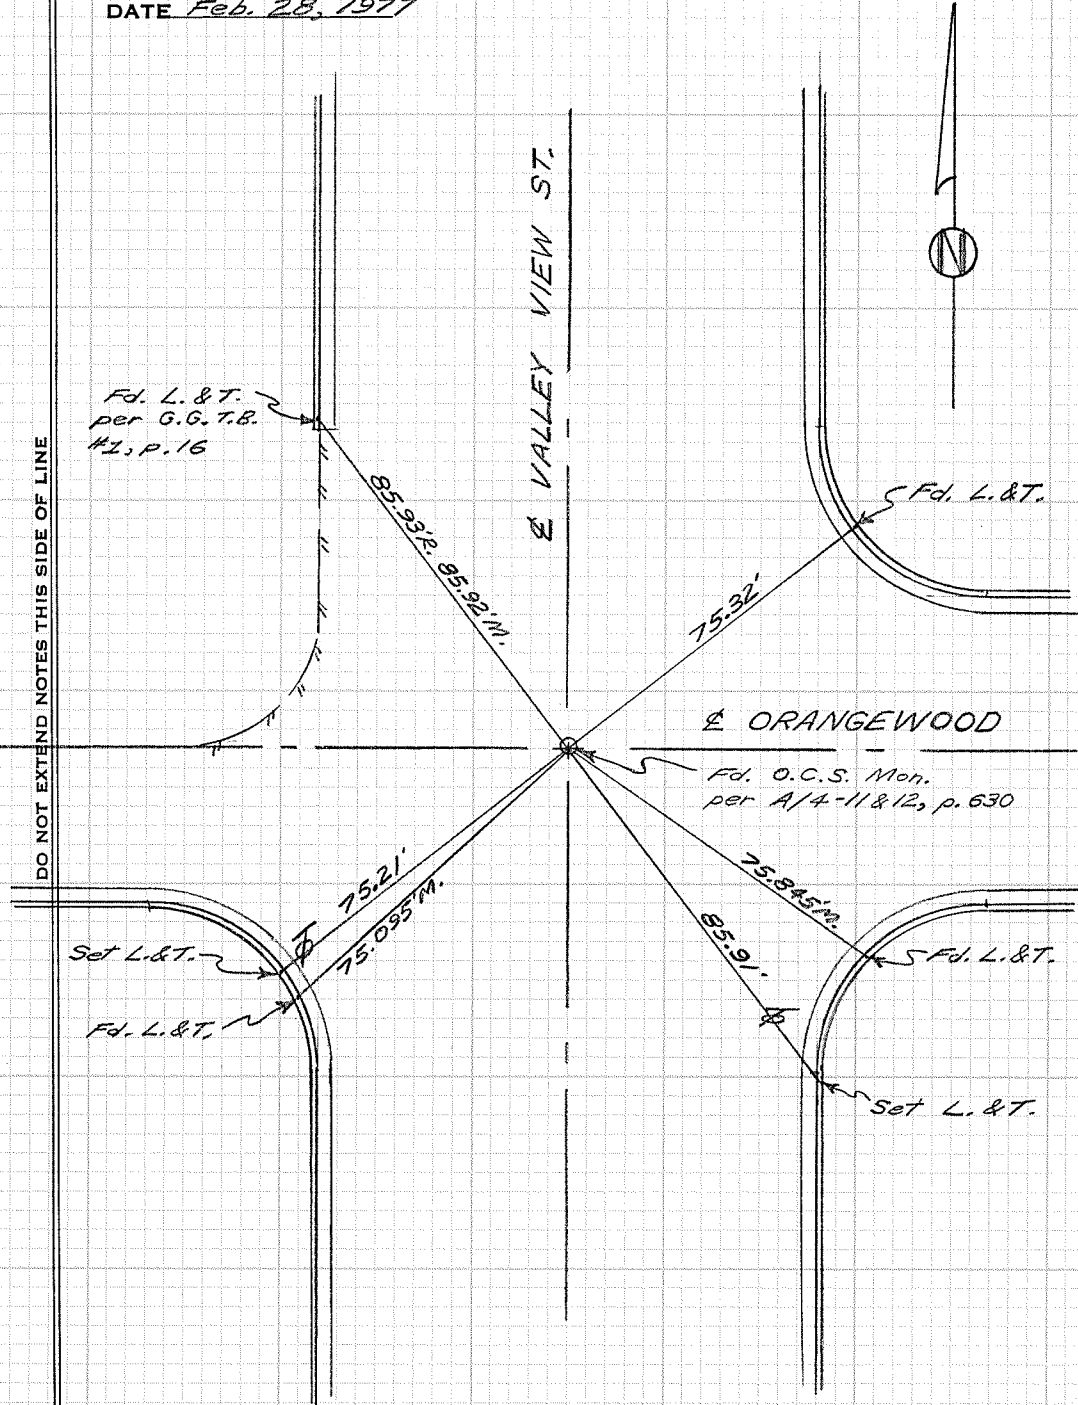 DATE Feb. 28, 1977
DO NOT EXTEND NOTES THIS SIDE OF LINE
℄ VALLEY VIEW ST.
N
Fd. L. & T.
per G.G.T.B.
#1, p.16
85.93'R. 85.92'M.
Fd. L. & T.
75.32'
℄ ORANGEWOOD
Fd. O.C.S. Mon.
per A/4-11&12, p. 630
75.21'
75.095'M.
75.845'M.
85.91'
Set L.&T.
Fd. L.&T.
Fd. L.&T.
Set L. & T.